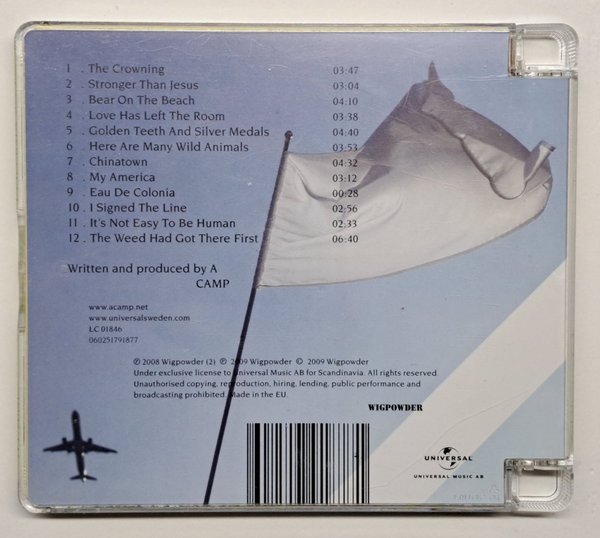 1 . The Crowning 03:47
2 . Stronger Than Jesus 03:04
3 . Bear On The Beach 04:10
4 . Love Has Left The Room 03:38
5 . Golden Teeth And Silver Medals 04:40
6 . Here Are Many Wild Animals 03:53
7 . Chinatown 04:32
8 . My America 03:12
9 . Eau De Colonia 00:28
10 . I Signed The Line 02:56
11 . It's Not Easy To Be Human 02:33
12 . The Weed Had Got There First 06:40
Written and produced by A
CAMP
www.acamp.net
www.universalsweden.com
LC 01846
060251791877
℗ 2008 Wigpowder (2) ℗ 2009 Wigpowder © 2009 Wigpowder
Under exclusive license to Universal Music AB for Scandinavia. All rights reserved.
Unauthorised copying, reproduction, hiring, lending, public performance and
broadcasting prohibited. Made in the EU.
WIGPOWDER
UNIVERSAL
UNIVERSAL MUSIC AB